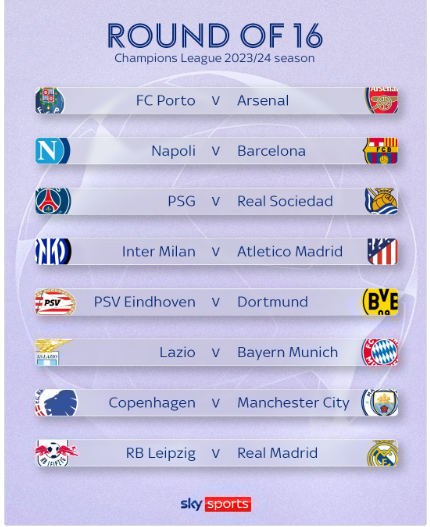 ROUND OF 16
Champions League 2023/24 season
FC Porto v Arsenal
Napoli v Barcelona
PSG v Real Sociedad
Inter Milan v Atletico Madrid
PSV Eindhoven v Dortmund
Lazio v Bayern Munich
Copenhagen v Manchester City
RB Leipzig v Real Madrid
sky sports